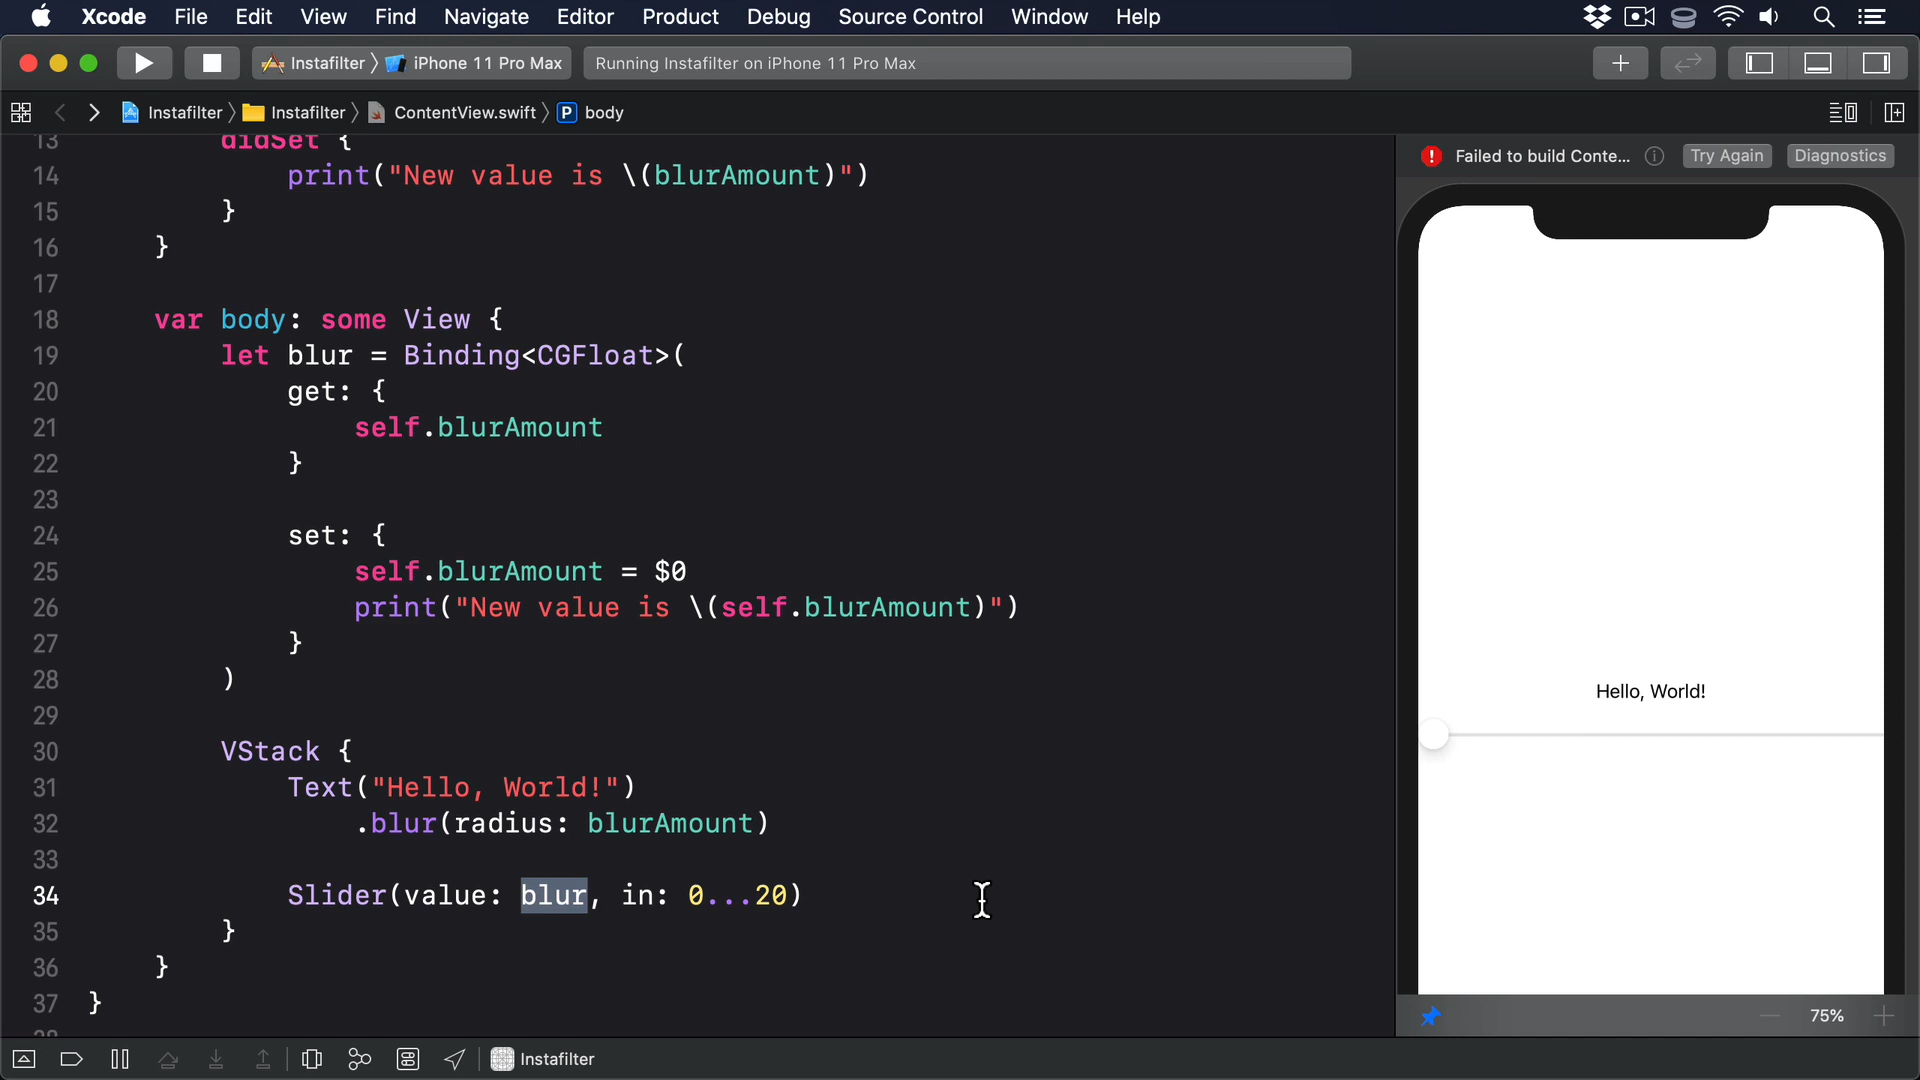 Xcode File Edit View Find Navigate Editor Product Debug Source Control Window Help
Instafilter 〉 iPhone 11 Pro Max
Running Instafilter on iPhone 11 Pro Max
Instafilter 〉 Instafilter 〉 ContentView.swift 〉 P body
13 didSet {
14 print("New value is \(blurAmount)")
15 }
16 }
17
18 var body: some View {
19 let blur = Binding<CGFloat>(
20 get: {
21 self.blurAmount
22 }
23
24 set: {
25 self.blurAmount = $0
26 print("New value is \(self.blurAmount)")
27 }
28 )
29
30 VStack {
31 Text("Hello, World!")
32 .blur(radius: blurAmount)
33
34 Slider(value: blur, in: 0...20)
35 }
36 }
37 }
38
Failed to build Conte... Try Again Diagnostics
Hello, World!
75%
Instafilter